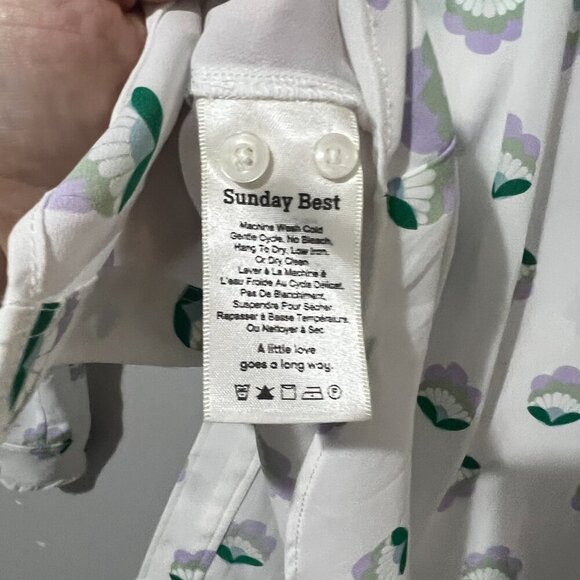 Sunday Best
Machine Wash Cold
Gentle Cycle, No Bleach,
Hang To Dry, Low Iron,
Or Dry Clean
Laver À La Machine À
L'eau Froide Au Cycle Délicat,
Pas De Blanchiment,
Suspendre Pour Sécher,
Repasser À Basse Température,
Ou Nettoyer À Sec.
A little love
goes a long way.